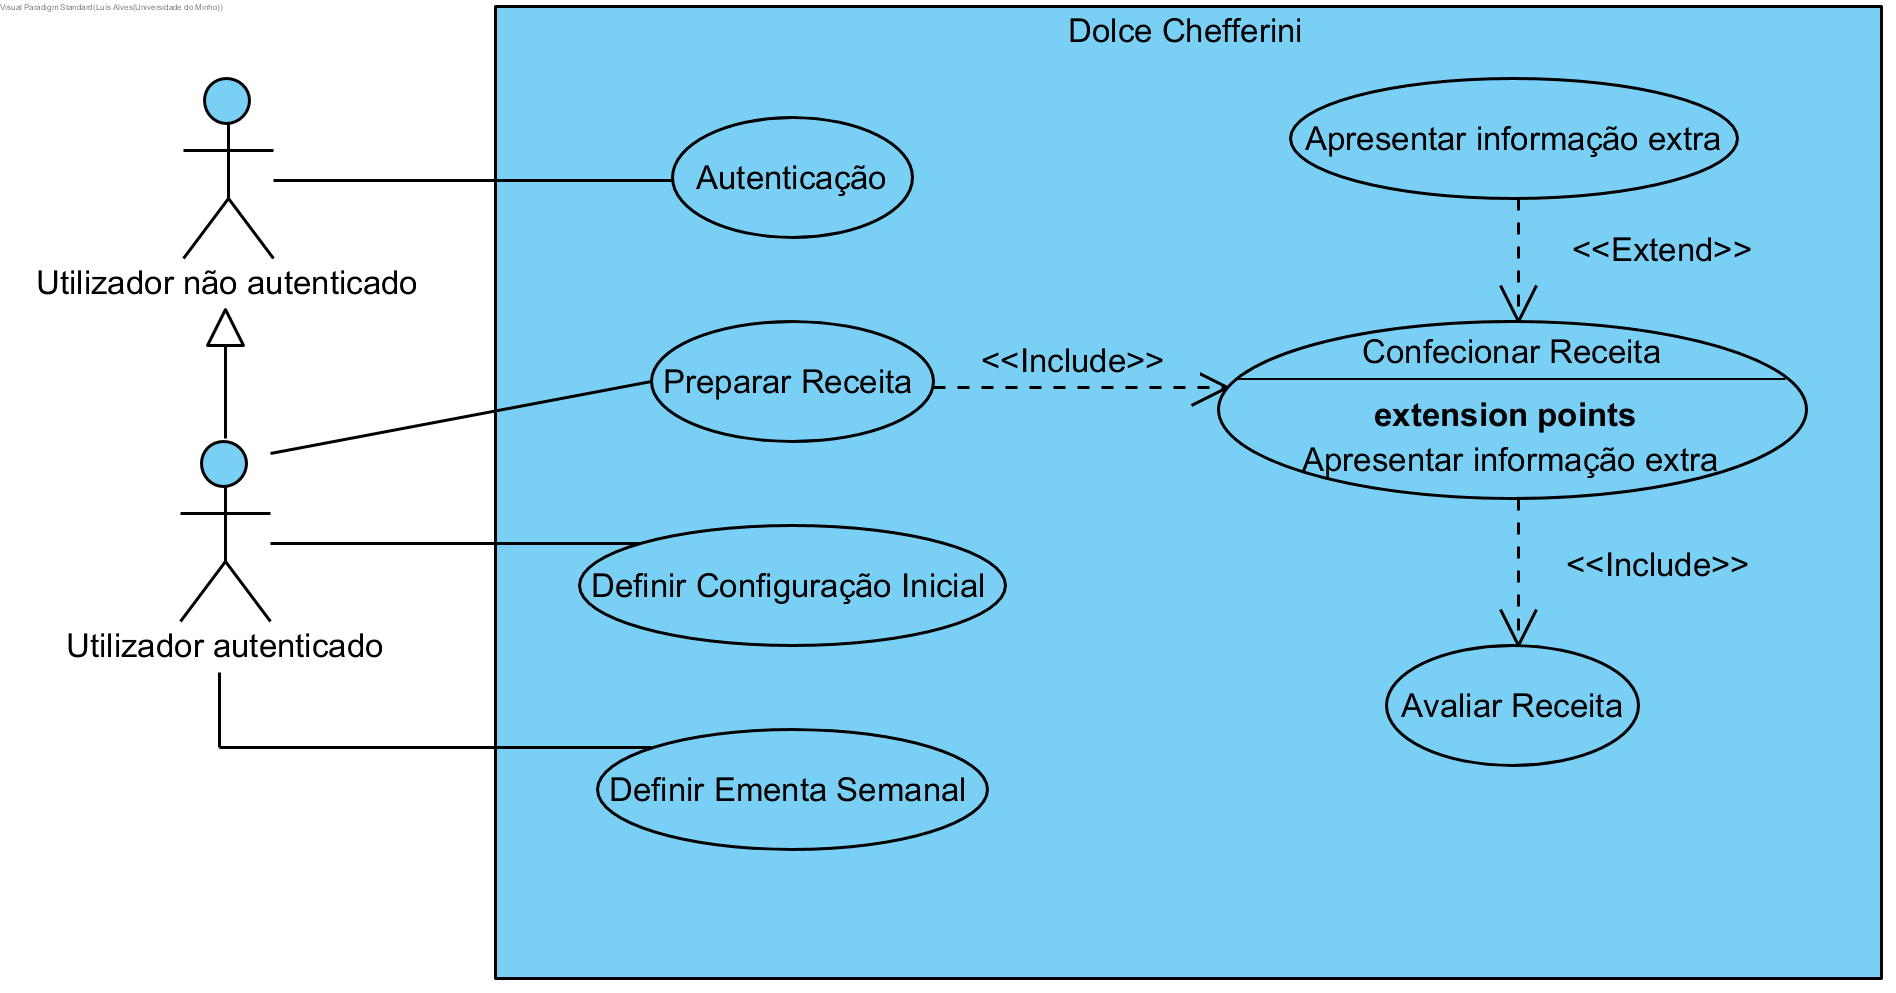 Visual Paradigm Standard(Luís Alves(Universidade do Minho))
Dolce Chefferini
Apresentar informação extra
Autenticação
<<Extend>>
Utilizador não autenticado
Confecionar Receita
<<Include>>
Preparar Receita
extension points
Apresentar informação extra
<<Include>>
Definir Configuração Inicial
Utilizador autenticado
Avaliar Receita
Definir Ementa Semanal